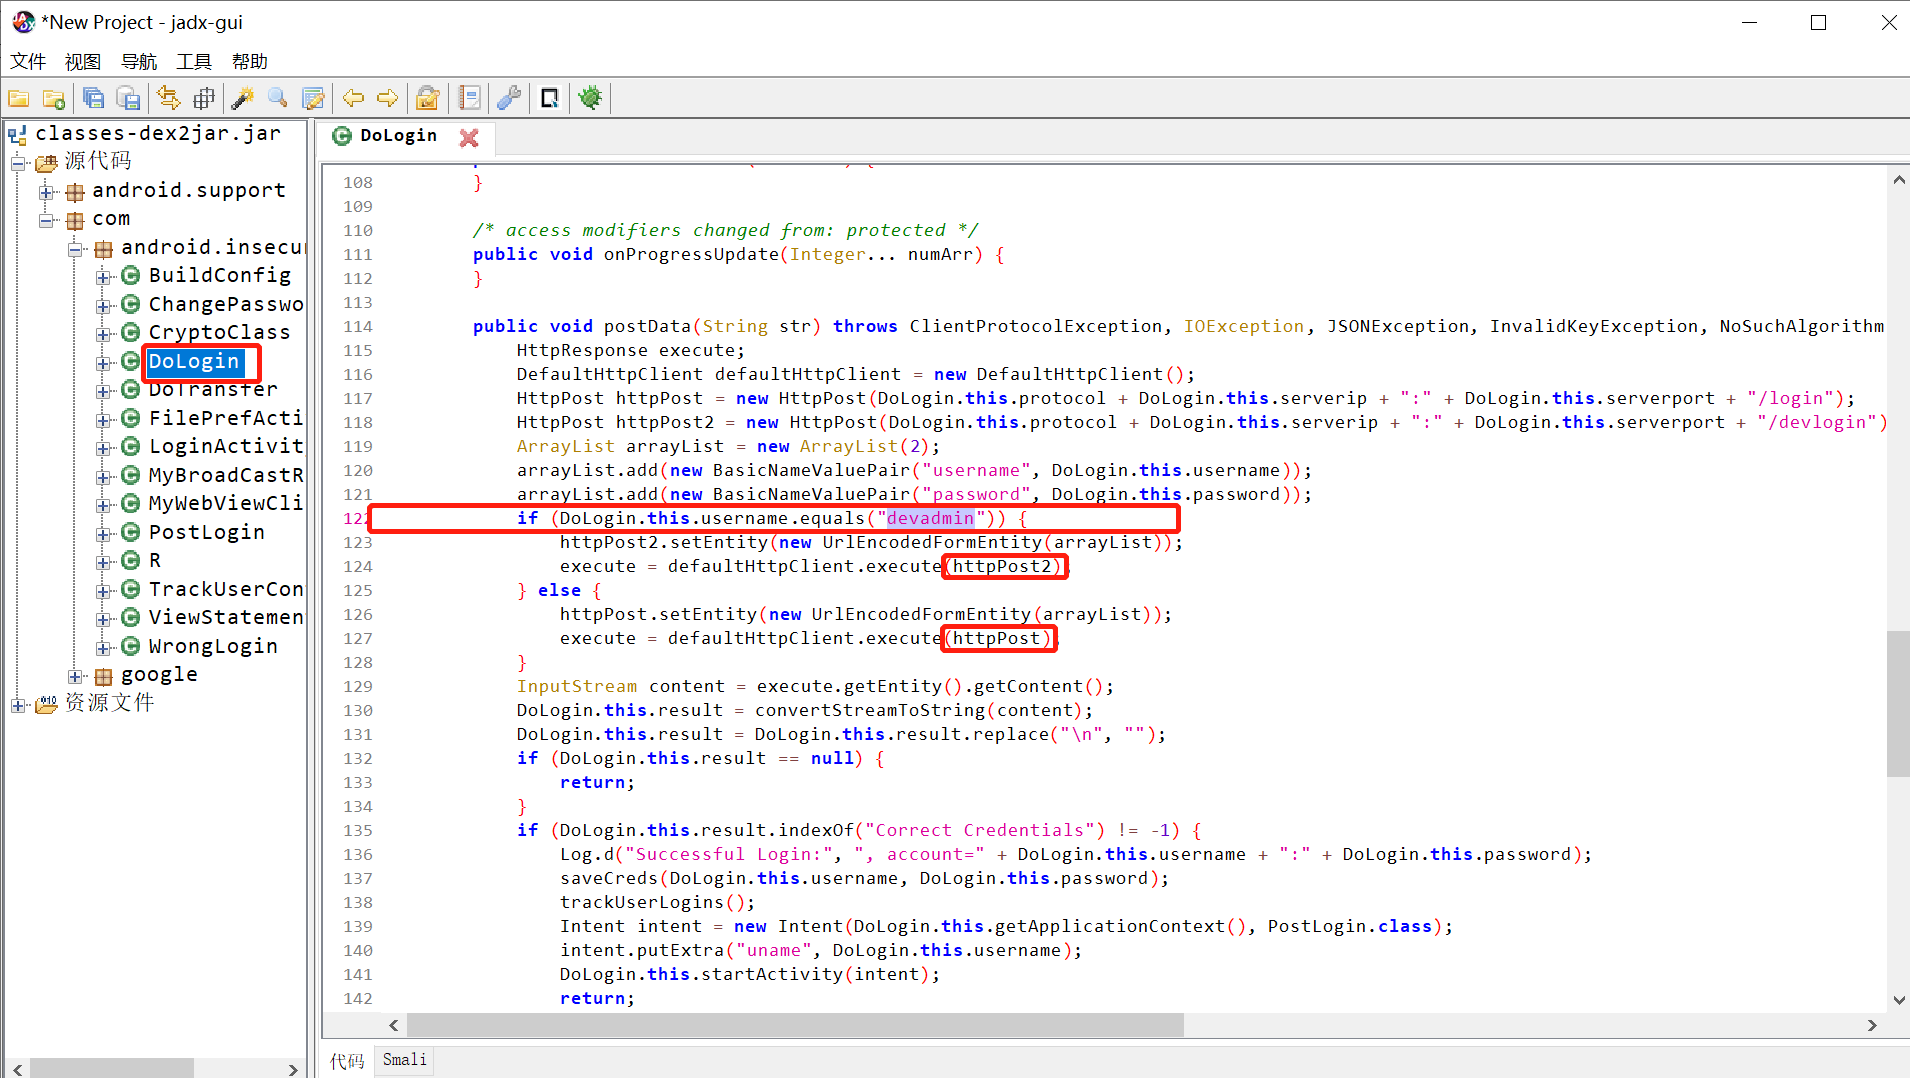 *New Project - jadx-gui
文件 视图 导航 工具 帮助
classes-dex2jar.jar
源代码
android.support
com
android.insecu
BuildConfig
ChangePasswo
CryptoClass
DoLogin
DoTransfer
FilePrefActi
LoginActivit
MyBroadCastR
MyWebViewCli
PostLogin
R
TrackUserCon
ViewStatemen
WrongLogin
google
资源文件
DoLogin
108 }
109
110 /* access modifiers changed from: protected */
111 public void onProgressUpdate(Integer... numArr) {
112 }
113
114 public void postData(String str) throws ClientProtocolException, IOException, JSONException, InvalidKeyException, NoSuchAlgorithm
115 HttpResponse execute;
116 DefaultHttpClient defaultHttpClient = new DefaultHttpClient();
117 HttpPost httpPost = new HttpPost(DoLogin.this.protocol + DoLogin.this.serverip + ":" + DoLogin.this.serverport + "/login");
118 HttpPost httpPost2 = new HttpPost(DoLogin.this.protocol + DoLogin.this.serverip + ":" + DoLogin.this.serverport + "/devlogin")
119 ArrayList arrayList = new ArrayList(2);
120 arrayList.add(new BasicNameValuePair("username", DoLogin.this.username));
121 arrayList.add(new BasicNameValuePair("password", DoLogin.this.password));
122 if (DoLogin.this.username.equals("devadmin")) {
123 httpPost2.setEntity(new UrlEncodedFormEntity(arrayList));
124 execute = defaultHttpClient.execute(httpPost2)
125 } else {
126 httpPost.setEntity(new UrlEncodedFormEntity(arrayList));
127 execute = defaultHttpClient.execute(httpPost)
128 }
129 InputStream content = execute.getEntity().getContent();
130 DoLogin.this.result = convertStreamToString(content);
131 DoLogin.this.result = DoLogin.this.result.replace("\n", "");
132 if (DoLogin.this.result == null) {
133 return;
134 }
135 if (DoLogin.this.result.indexOf("Correct Credentials") != -1) {
136 Log.d("Successful Login:", ", account=" + DoLogin.this.username + ":" + DoLogin.this.password);
137 saveCreds(DoLogin.this.username, DoLogin.this.password);
138 trackUserLogins();
139 Intent intent = new Intent(DoLogin.this.getApplicationContext(), PostLogin.class);
140 intent.putExtra("uname", DoLogin.this.username);
141 DoLogin.this.startActivity(intent);
142 return;
代码 Smali